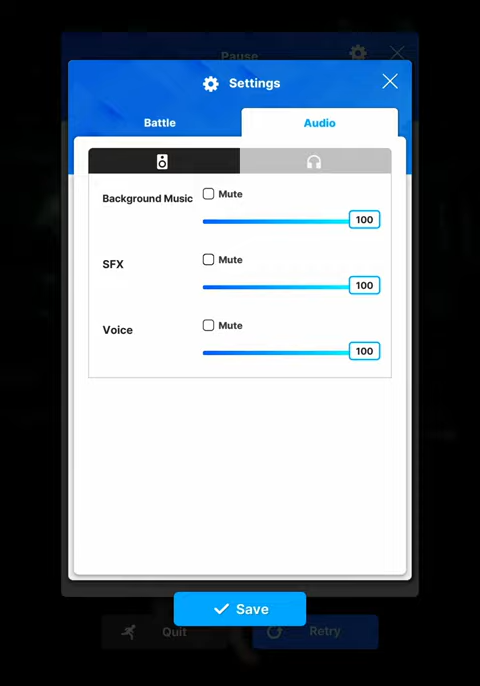 Pause
Settings
Battle
Audio
Background Music
Mute
100
SFX
Mute
100
Voice
Mute
100
Save
Quit
Retry